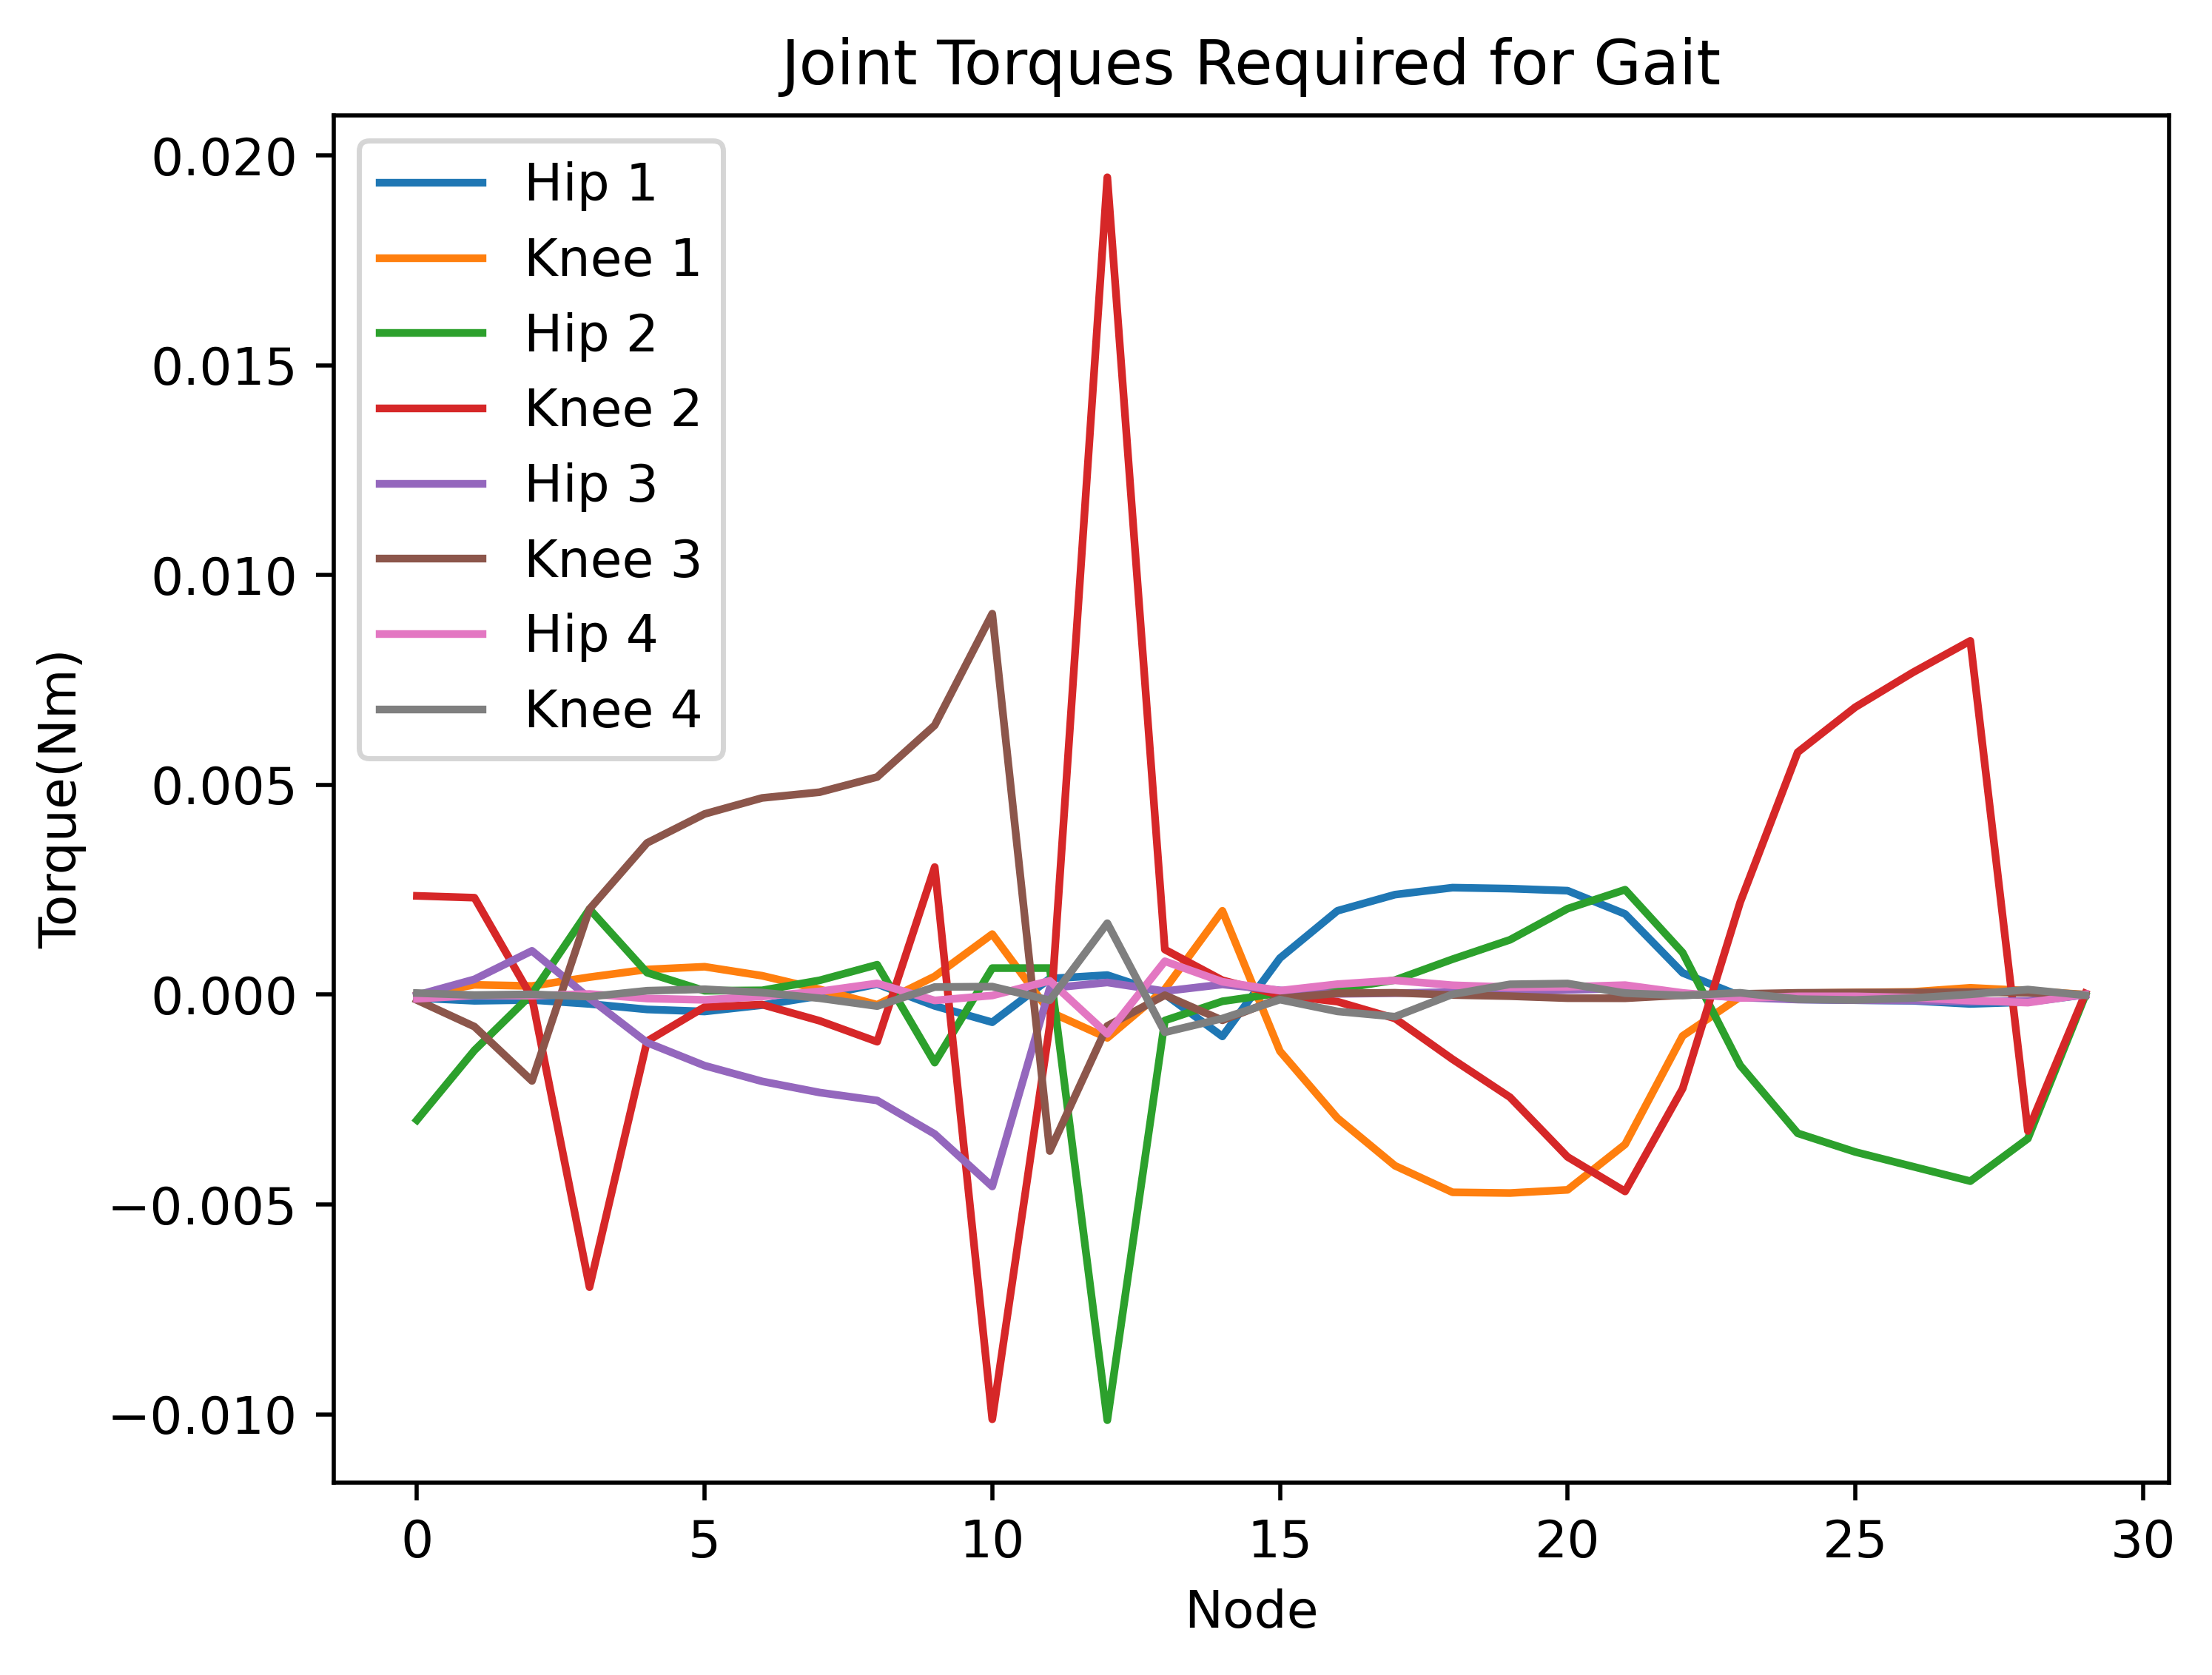 Joint Torques Required for Gait
0.020
0.015
0.010
0.005
0.000
−0.005
−0.010
Torque(Nm)
Hip 1
Knee 1
Hip 2
Knee 2
Hip 3
Knee 3
Hip 4
Knee 4
0 5 10 15 20 25 30
Node